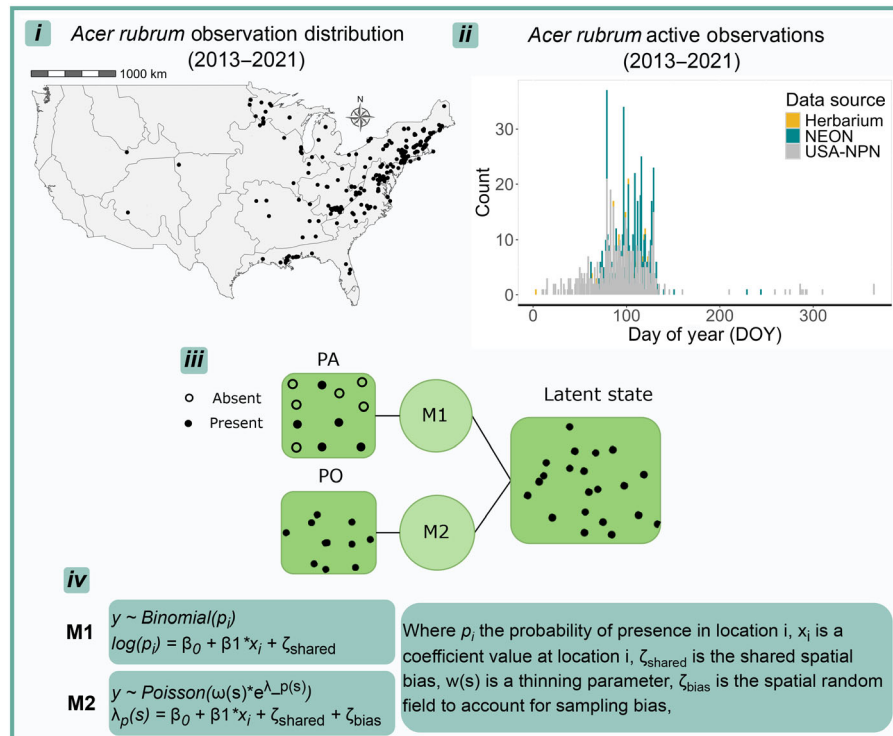 i
Acer rubrum observation distribution
(2013–2021)
1000 km
N
ii
Acer rubrum active observations
(2013–2021)
Data source
Herbarium
NEON
USA-NPN
Count
30
20
10
0
0
100
200
300
Day of year (DOY)
iii
Absent
Present
PA
M1
PO
M2
Latent state
iv
M1
y ~ Binomial(pᵢ)
log(pᵢ) = β₀ + β1*xᵢ + ζshared
M2
y ~ Poisson(ω(s)*e^λ_p(s))
λₚ(s) = β₀ + β1*xᵢ + ζshared + ζbias
Where pᵢ the probability of presence in location i, xᵢ is a
coefficient value at location i, ζshared is the shared spatial
bias, w(s) is a thinning parameter, ζbias is the spatial random
field to account for sampling bias,